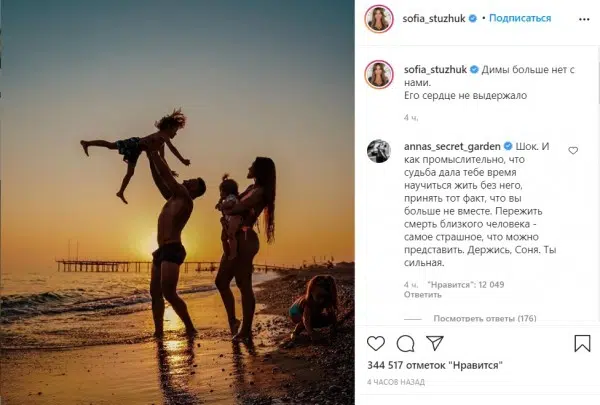 sofia_stuzhuk • Подписаться
sofia_stuzhuk Димы больше нет с
нами.
Его сердце не выдержало
4 ч.
annas_secret_garden Шок. И
как промыслительно, что
судьба дала тебе время
научиться жить без него,
принять тот факт, что вы
больше не вместе. Пережить
смерть близкого человека -
самое страшное, что можно
представить. Держись, Соня. Ты
сильная.
4 ч. "Нравится": 12 049
Ответить
Посмотреть ответы (176)
344 517 отметок "Нравится"
4 ЧАСОВ НАЗАД